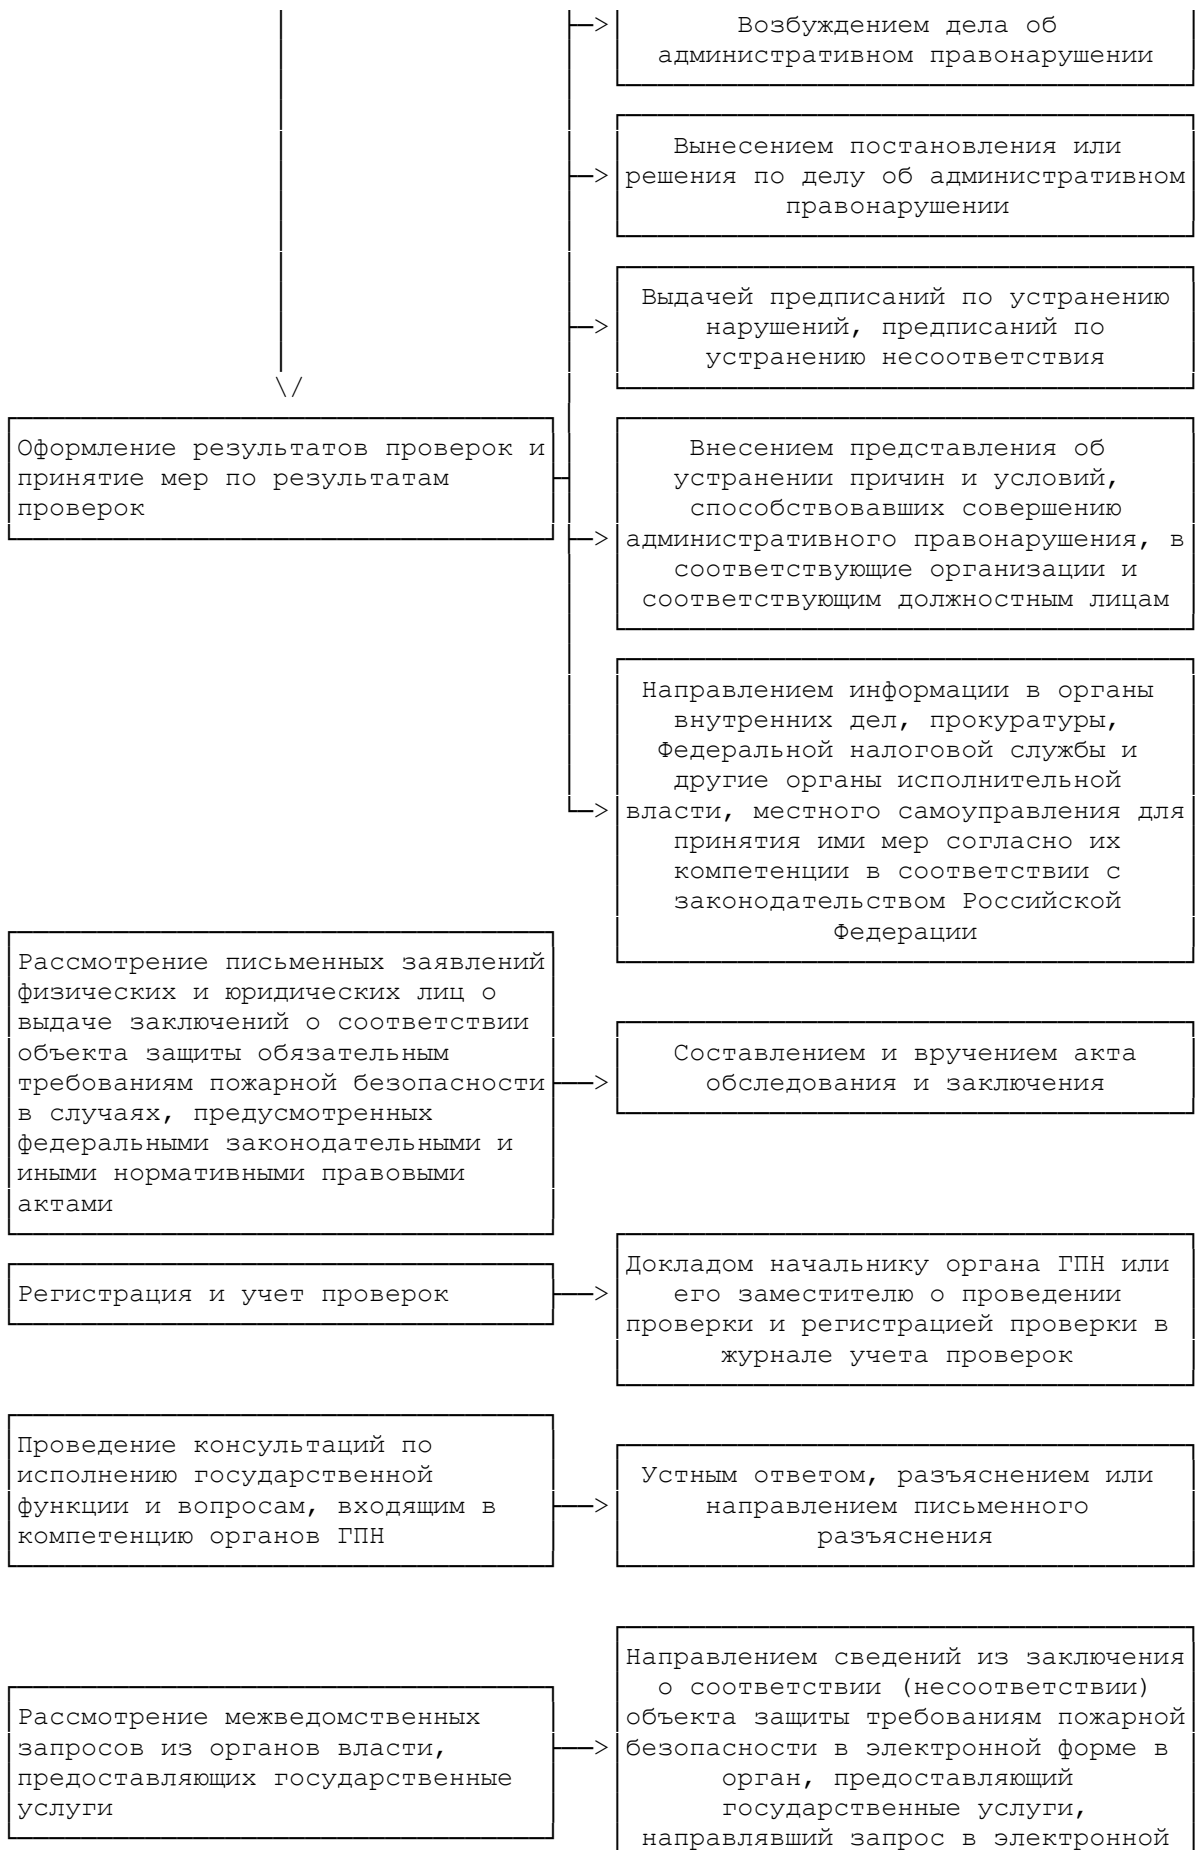 Возбуждением дела об
административном правонарушении
Вынесением постановления или
решения по делу об административном
правонарушении
Выдачей предписаний по устранению
нарушений, предписаний по
устранению несоответствия
Оформление результатов проверок и
принятие мер по результатам
проверок
Внесением представления об
устранении причин и условий,
способствовавших совершению
административного правонарушения, в
соответствующие организации и
соответствующим должностным лицам
Направлением информации в органы
внутренних дел, прокуратуры,
Федеральной налоговой службы и
другие органы исполнительной
власти, местного самоуправления для
принятия ими мер согласно их
компетенции в соответствии с
законодательством Российской
Федерации
Рассмотрение письменных заявлений
физических и юридических лиц о
выдаче заключений о соответствии
объекта защиты обязательным
требованиям пожарной безопасности
в случаях, предусмотренных
федеральными законодательными и
иными нормативными правовыми
актами
Составлением и вручением акта
обследования и заключения
Регистрация и учет проверок
Докладом начальнику органа ГПН или
его заместителю о проведении
проверки и регистрацией проверки в
журнале учета проверок
Проведение консультаций по
исполнению государственной
функции и вопросам, входящим в
компетенцию органов ГПН
Устным ответом, разъяснением или
направлением письменного
разъяснения
Рассмотрение межведомственных
запросов из органов власти,
предоставляющих государственные
услуги
Направлением сведений из заключения
о соответствии (несоответствии)
объекта защиты требованиям пожарной
безопасности в электронной форме в
орган, предоставляющий
государственные услуги,
направлявший запрос в электронной